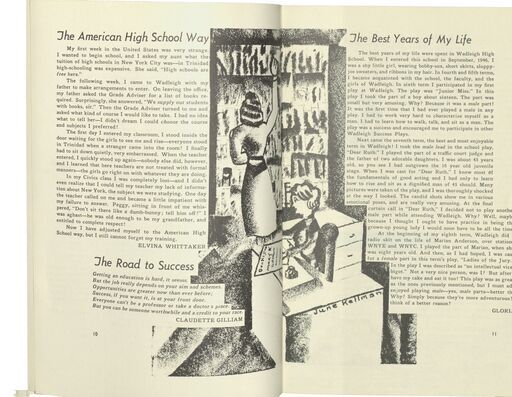 The American High School Way
My first week in the United States was very strange.
I wanted to begin school, and I asked my aunt what the
tuition of high schools in New York City was—in Trinidad
high-schooling was expensive. She said, "High schools are
free here."
The following week, I came to Wadleigh with my
father to make arrangements to enter. On leaving the office,
my father asked the Grade Adviser for a list of books re-
quired. Surprisingly, she answered, "We supply our students
with books, sir." Then the Grade Adviser turned to me and
asked what kind of course I would like to take. I had no idea
what to tell her—I didn't dream I could choose the course
and subjects I preferred!
The first day I entered my classroom, I stood inside the
door waiting for the girls to see me and rise—everyone stood
in Trinidad when a stranger came into the room! I finally
had to sit down quietly, very embarrassed. When the teacher
entered, I quickly stood up again—nobody else did, however,
and I learned that here teachers are not treated with formal
manners—the girls go right on with whatever they are doing.
In my Civics class I was completely lost—and I didn't
even realize that I could tell my teacher my lack of informa-
tion about New York, the subject we were studying. One day
the teacher called on me and became a little impatient with
my failure to answer. Peggy, sitting in front of me whis-
pered, "Don't sit there like a dumb-bunny; tell him off!" I
was aghast—he was old enough to be my grandfather, and
entitled to complete respect!
Now I have adjusted myself to the American High
School way, but I still cannot forget my training.
ELVINA WHITTAKER
The Road to Success
Getting an education is hard, it seems.
But the job really depends on your aim and schemes.
Opportunities are greater now than ever before;
Success, if you want it, is at your front door.
Everyone can't be a professor or take a doctor's place,
But you can be someone worthwhile and a credit to your race.
CLAUDETTE GILLIAM
10
June Kellman
The Best Years of My Life
The best years of my life were spent in Wadleigh High
School. When I entered this school in September, 1946, I
was a shy little girl, wearing bobby-sox, short skirts, sloppy-
joe sweaters, and ribbons in my hair. In fourth and fifth terms,
I became acquainted with the school, the faculty, and the
girls of Wadleigh. In sixth term I participated in my first
play at Wadleigh. The play was "Junior Miss." In this
play I took the part of a boy about sixteen. The part was
small but very amusing. Why? Because it was a male part!
It was the first time that I had ever played a male in any
play. I had to work very hard to characterize myself as a
man. I had to learn how to walk, talk, and sit as a man. The
play was a success and encouraged me to participate in other
Wadleigh Success Plays.
Next came the seventh term, the best and most enjoyable
term in Wadleigh! I took the male lead in the school play,
"Dear Ruth." I played the part of a middle-aged judge and
the father of two adorable daughters. I was about 45 years
old, so you see I had outgrown the 16 year old juvenile
stage. When I was cast for "Dear Ruth," I knew most of
the fundamentals of good acting and I had only to learn
how to rise and sit as a dignified man of 45 should. Many
pictures were taken of the play, and I was thoroughly shocked
at the way I looked. The candid shots show me in various
emotional poses, and are really very amusing. At the final
curtain call as "Dear Ruth," I decided not to play another
male part while attending Wadleigh. Why? Well, maybe
because I thought I ought to have practice in being the
grown-up young lady I would soon have to be all the time.
At the beginning of my eighth term, Wadleigh did
radio skit on the life of Marian Anderson, over stations
WNYE and WNYC. I played the part of Marian, when she
was eight years old. And then, as I had hoped, I was cast
for a female part in this term's play, "Ladies of the Jury."
In the play I was described as "an intellectual
Not a very nice person, was I? But after
my cake and eat it too! This play was as great
as the ones previously mentioned, but I must admit
enjoyed playing male—yes, male parts—better
Why? Simply because they're more adventurous!
think of a better reason?
11